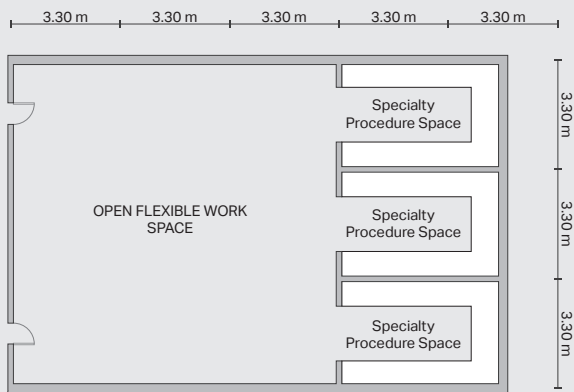 3.30 m 3.30 m 3.30 m 3.30 m 3.30 m
Specialty
Procedure Space
3.30 m
OPEN FLEXIBLE WORK
SPACE
Specialty
Procedure Space
3.30 m
Specialty
Procedure Space
3.30 m